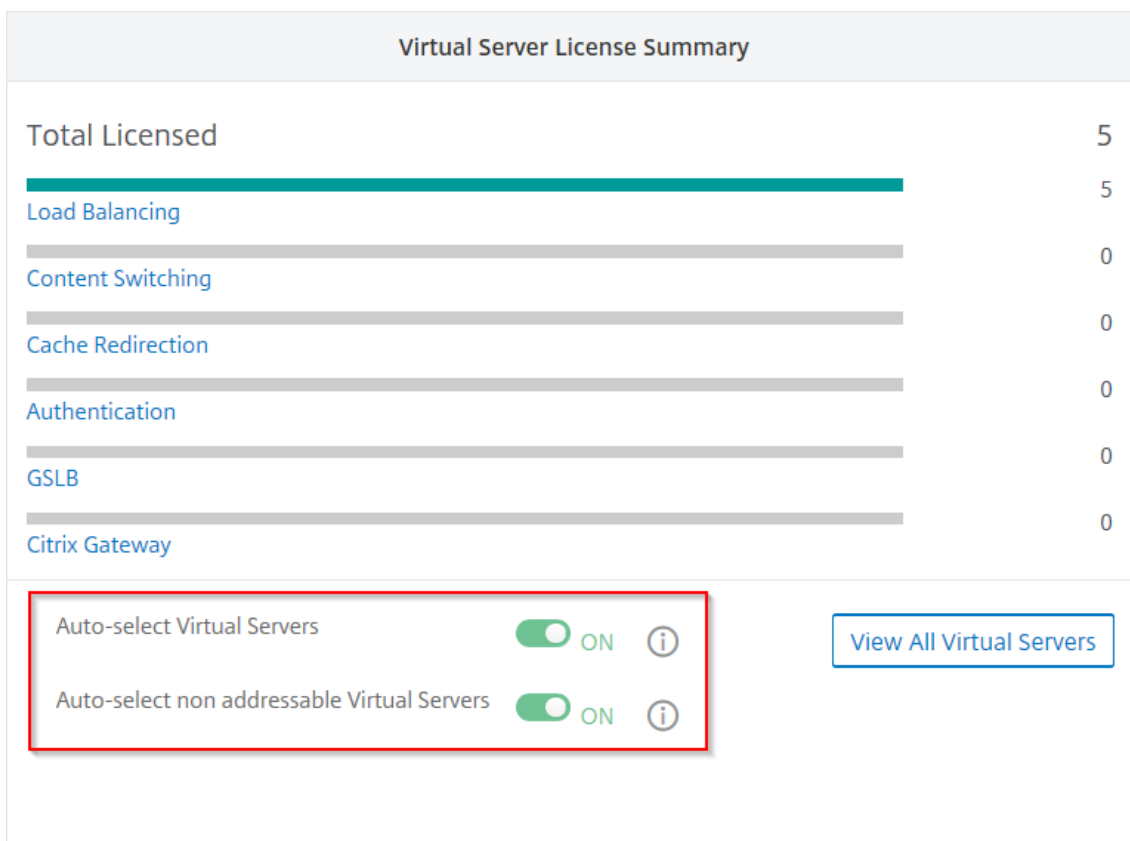 Virtual Server License Summary
Total Licensed 5
5
Load Balancing
0
Content Switching
0
Cache Redirection
0
Authentication
0
GSLB
0
Citrix Gateway
Auto-select Virtual Servers ON
View All Virtual Servers
Auto-select non addressable Virtual Servers ON